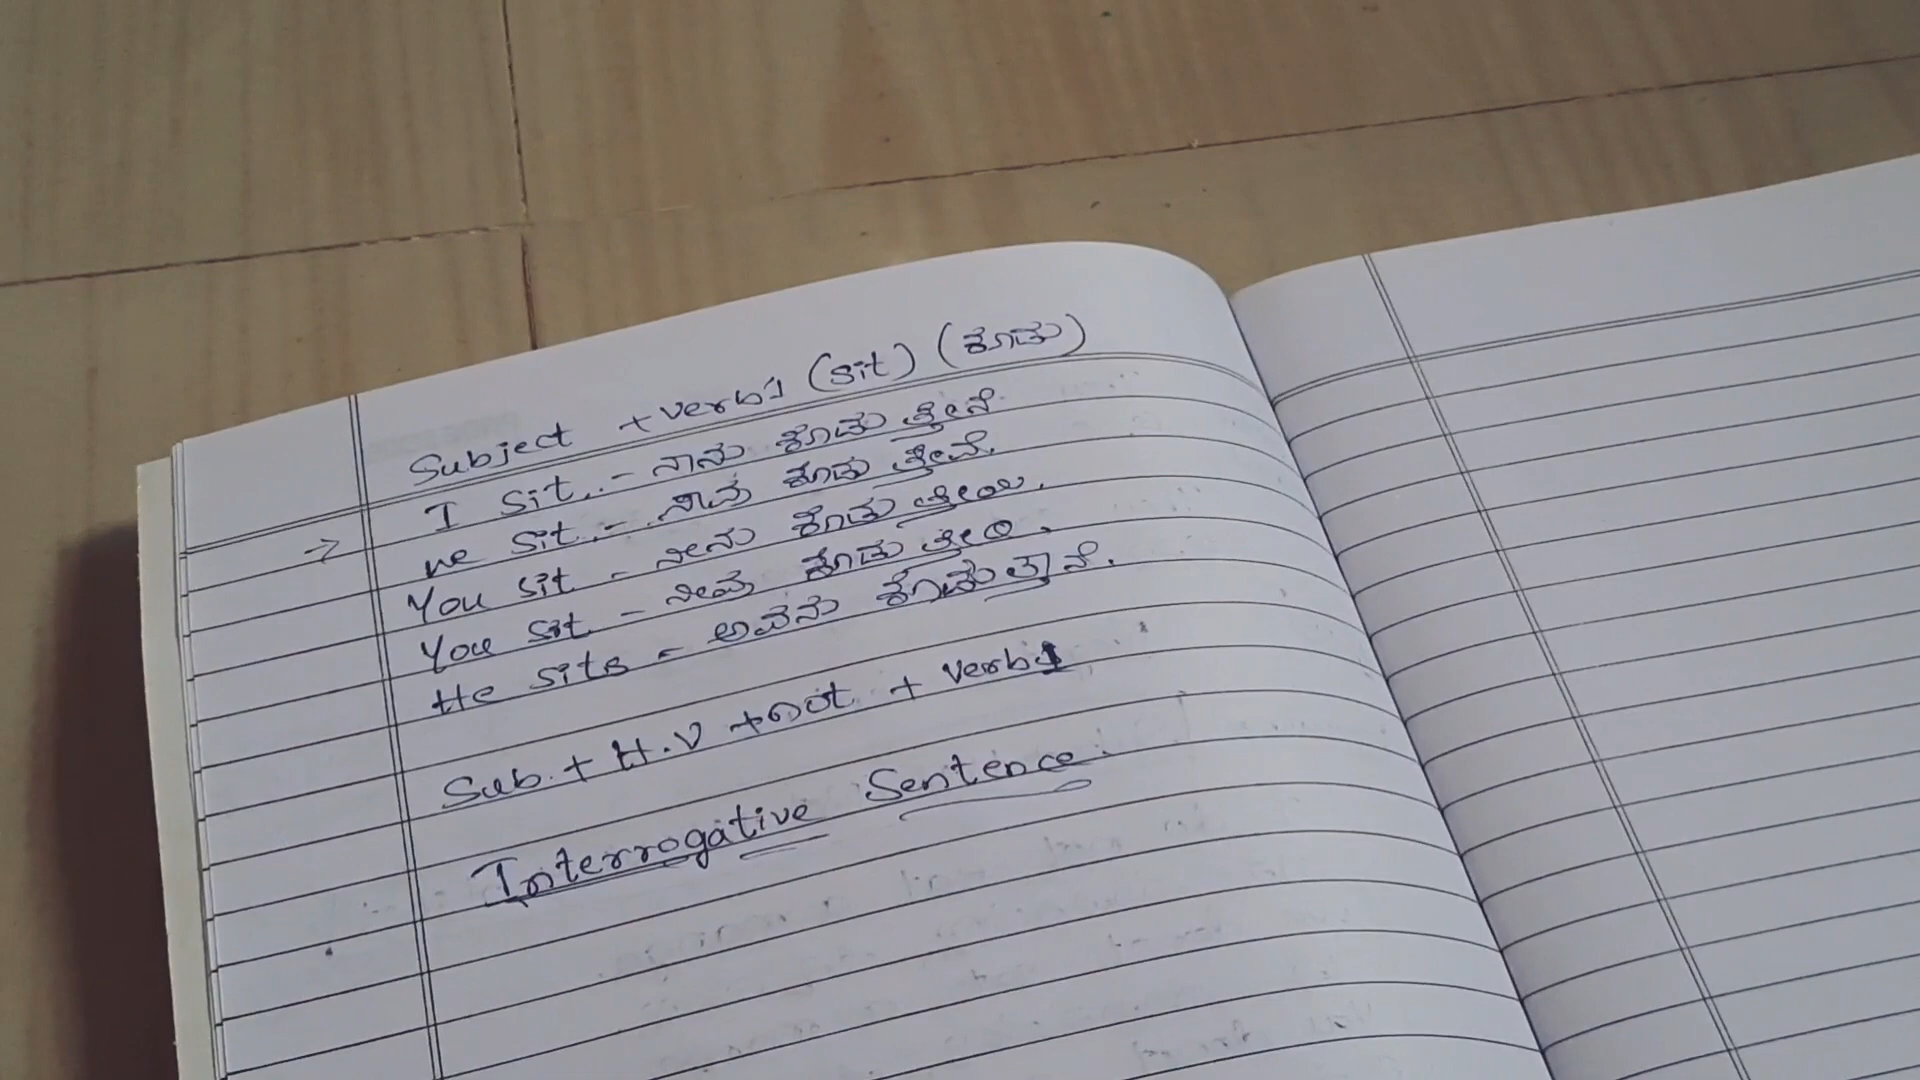 Subject + verb1 (sit) (ಕೂಡು)
I sit. - ನಾನು ಕೂಡುತ್ತೇನೆ
→ we sit. - ನಾವು ಕೂಡುತ್ತೇವೆ.
You sit - ನೀನು ಕೂಡುತ್ತೀಯ.
You sit - ನೀವು ಕೂಡುತ್ತೀರಿ.
He sits - ಅವನು ಕೂಡುತ್ತಾನೆ.
Sub. + H.V + not + verb1
Interrogative Sentence.